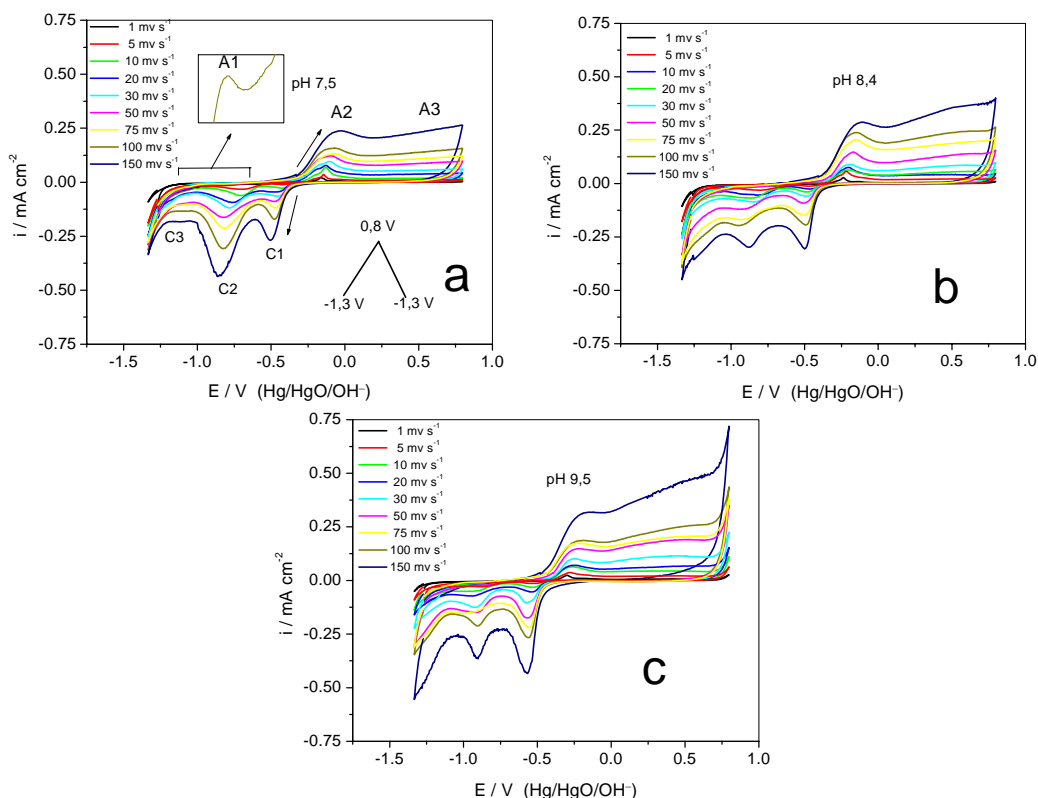 0.75
0.50
0.25
0.00
-0.25
-0.50
-0.75
i / mA cm⁻²
1 mv s⁻¹
5 mv s⁻¹
10 mv s⁻¹
20 mv s⁻¹
30 mv s⁻¹
50 mv s⁻¹
75 mv s⁻¹
100 mv s⁻¹
150 mv s⁻¹
A1
pH 7,5
A2
A3
C3
C2
C1
0,8 V
-1,3 V
-1,3 V
a
-1.5 -1.0 -0.5 0.0 0.5 1.0
E / V (Hg/HgO/OH⁻)
0.75
0.50
0.25
0.00
-0.25
-0.50
-0.75
i / mA cm⁻²
1 mv s⁻¹
5 mv s⁻¹
10 mv s⁻¹
20 mv s⁻¹
30 mv s⁻¹
50 mv s⁻¹
75 mv s⁻¹
100 mv s⁻¹
150 mv s⁻¹
pH 8,4
b
-1.5 -1.0 -0.5 0.0 0.5 1.0
E / V (Hg/HgO/OH⁻)
0.75
0.50
0.25
0.00
-0.25
-0.50
-0.75
i / mA cm⁻²
1 mv s⁻¹
5 mv s⁻¹
10 mv s⁻¹
20 mv s⁻¹
30 mv s⁻¹
50 mv s⁻¹
75 mv s⁻¹
100 mv s⁻¹
150 mv s⁻¹
pH 9,5
c
-1.5 -1.0 -0.5 0.0 0.5 1.0
E / V (Hg/HgO/OH⁻)